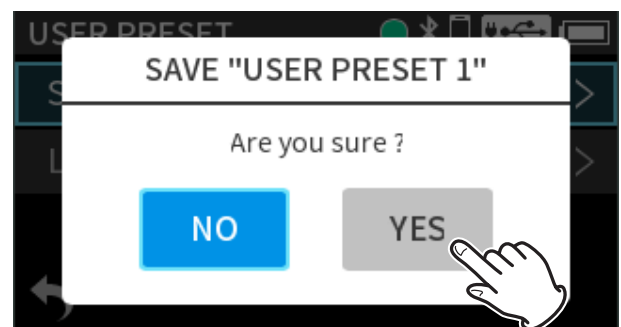 USER PRESET
SAVE "USER PRESET 1"
Are you sure ?
NO
YES